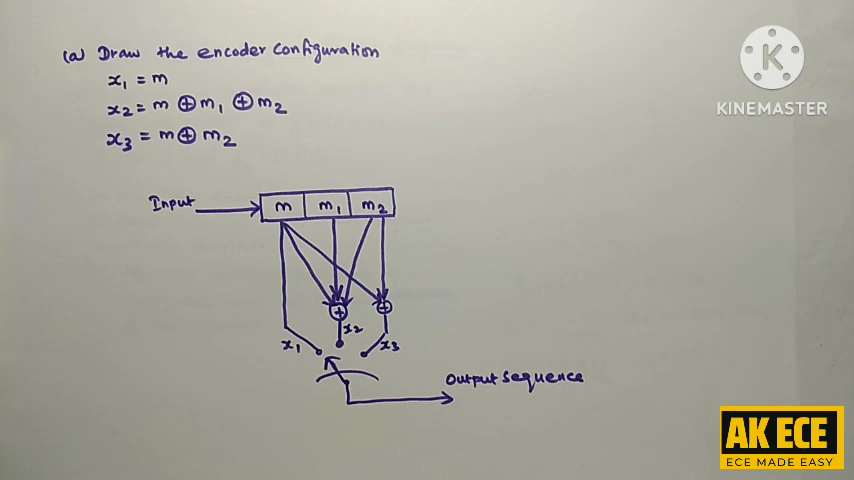 (a) Draw the encoder configuration
x₁ = m
x₂ = m ⊕ m₁ ⊕ m₂
x₃ = m ⊕ m₂
KINEMASTER
Input
m m₁ m₂
+ +
x₂
x₁ x₃
Output sequence
AK ECE
ECE MADE EASY